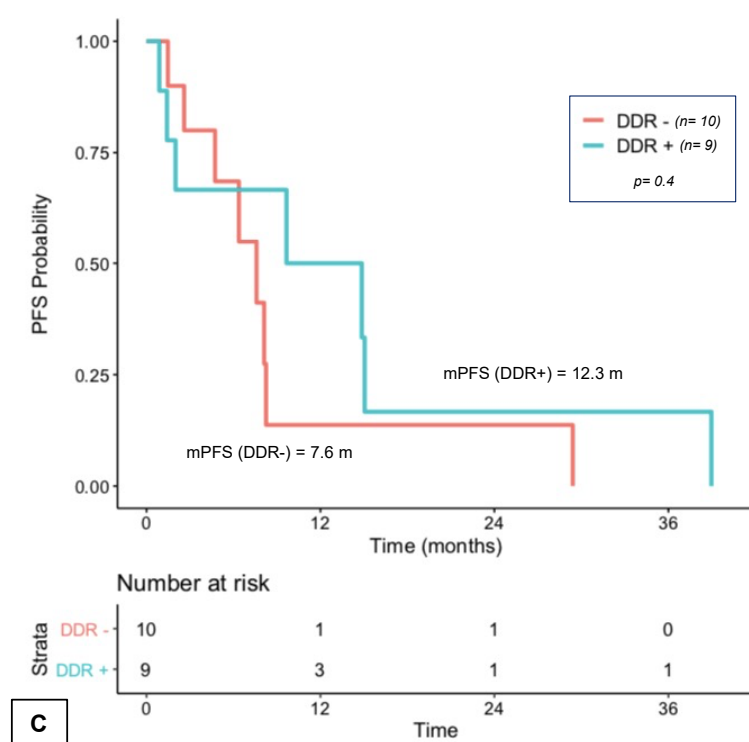 1.00
0.75
0.50
0.25
0.00
PFS Probability
DDR - (n= 10)
DDR + (n= 9)
p= 0.4
mPFS (DDR+) = 12.3 m
mPFS (DDR-) = 7.6 m
0 12 24 36
Time (months)
Number at risk
Strata
DDR - 10 1 1 0
DDR + 9 3 1 1
0 12 24 36
Time
C